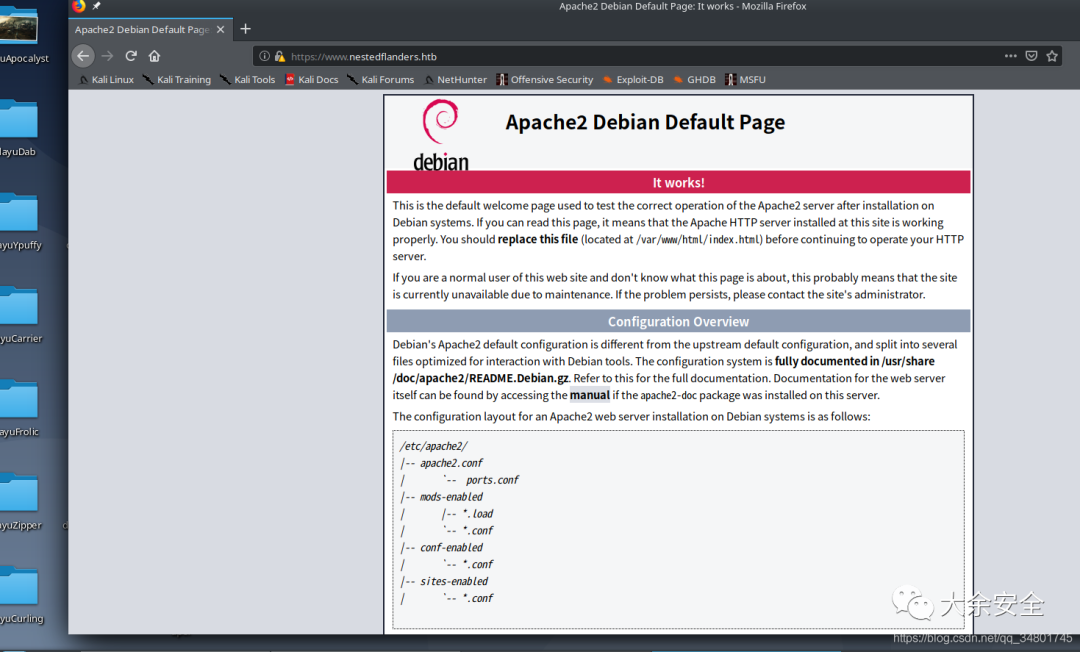 Apache2 Debian Default Page: It works - Mozilla Firefox
Apache2 Debian Default Page
https://www.nestedflanders.htb
Kali Linux Kali Training Kali Tools Kali Docs Kali Forums NetHunter Offensive Security Exploit-DB GHDB MSFU
uApocalyst
ayuDab
ayuYpuffy
yuCarrier
ayuFrolic
ayuZipper
yuCurling
debian
Apache2 Debian Default Page
It works!
This is the default welcome page used to test the correct operation of the Apache2 server after installation on
Debian systems. If you can read this page, it means that the Apache HTTP server installed at this site is working
properly. You should replace this file (located at /var/www/html/index.html) before continuing to operate your HTTP
server.
If you are a normal user of this web site and don't know what this page is about, this probably means that the site
is currently unavailable due to maintenance. If the problem persists, please contact the site's administrator.
Configuration Overview
Debian's Apache2 default configuration is different from the upstream default configuration, and split into several
files optimized for interaction with Debian tools. The configuration system is fully documented in /usr/share
/doc/apache2/README.Debian.gz. Refer to this for the full documentation. Documentation for the web server
itself can be found by accessing the manual if the apache2-doc package was installed on this server.
The configuration layout for an Apache2 web server installation on Debian systems is as follows:
/etc/apache2/
|-- apache2.conf
|       `--  ports.conf
|-- mods-enabled
|       |-- *.load
|       `-- *.conf
|-- conf-enabled
|       `-- *.conf
|-- sites-enabled
|       `-- *.conf
大余安全
https://blog.csdn.net/qq_34801745